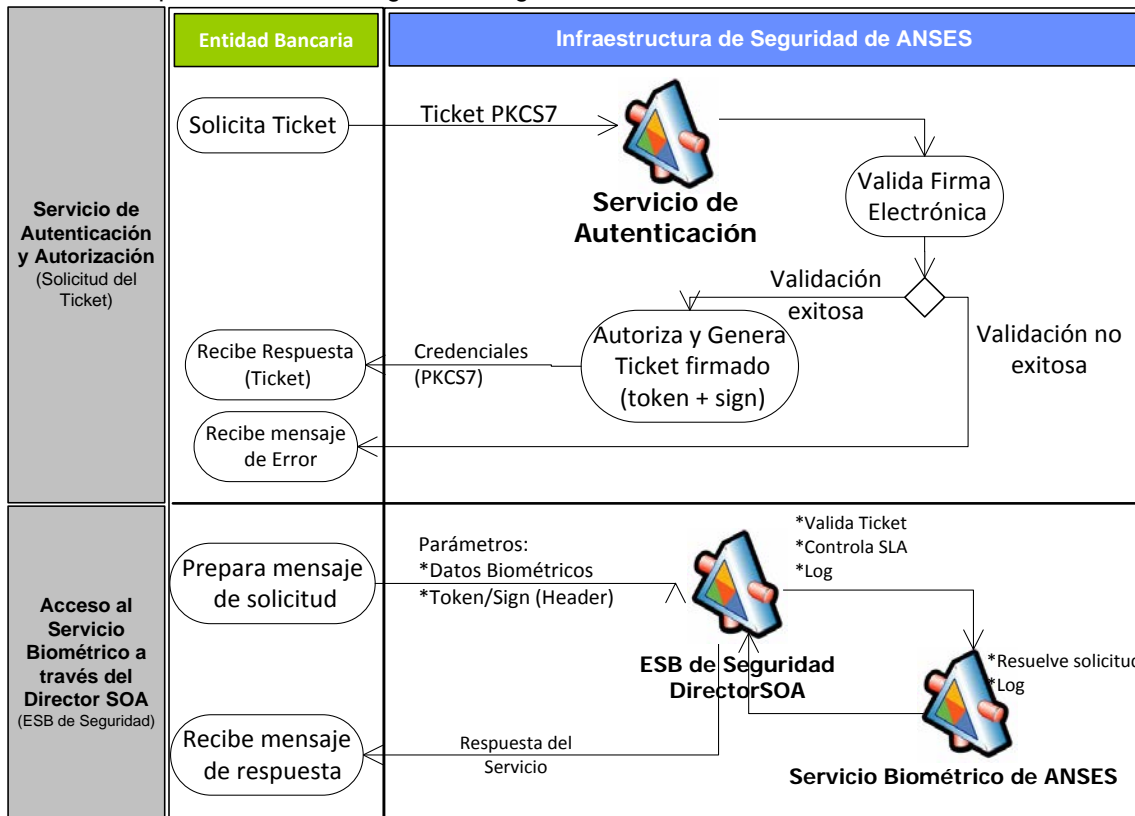 Entidad Bancaria
Infraestructura de Seguridad de ANSES
Servicio de
Autenticación
y Autorización
(Solicitud del
Ticket)
Solicita Ticket
Ticket PKCS7
Servicio de
Autenticación
Valida Firma
Electrónica
Validación
exitosa
Validación no
exitosa
Autoriza y Genera
Ticket firmado
(token + sign)
Credenciales
(PKCS7)
Recibe Respuesta
(Ticket)
Recibe mensaje
de Error
Acceso al
Servicio
Biométrico a
través del
Director SOA
(ESB de Seguridad)
Prepara mensaje
de solicitud
Parámetros:
*Datos Biométricos
*Token/Sign (Header)
ESB de Seguridad
DirectorSOA
*Valida Ticket
*Controla SLA
*Log
*Resuelve solicitud
*Log
Servicio Biométrico de ANSES
Respuesta del
Servicio
Recibe mensaje
de respuesta